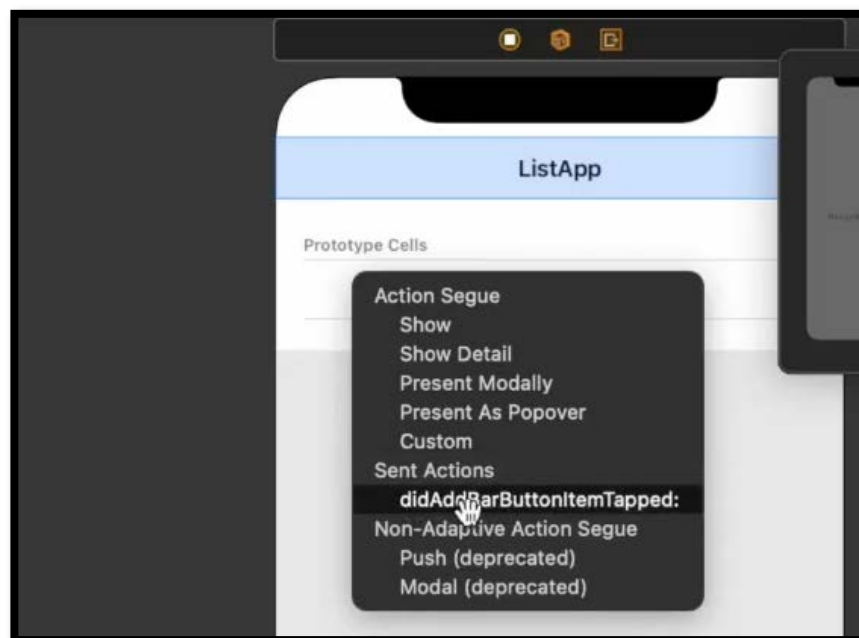 ListApp
Prototype Cells
Action Segue
Show
Show Detail
Present Modally
Present As Popover
Custom
Sent Actions
didAddBarButtonItemTapped:
Non-Adaptive Action Segue
Push (deprecated)
Modal (deprecated)